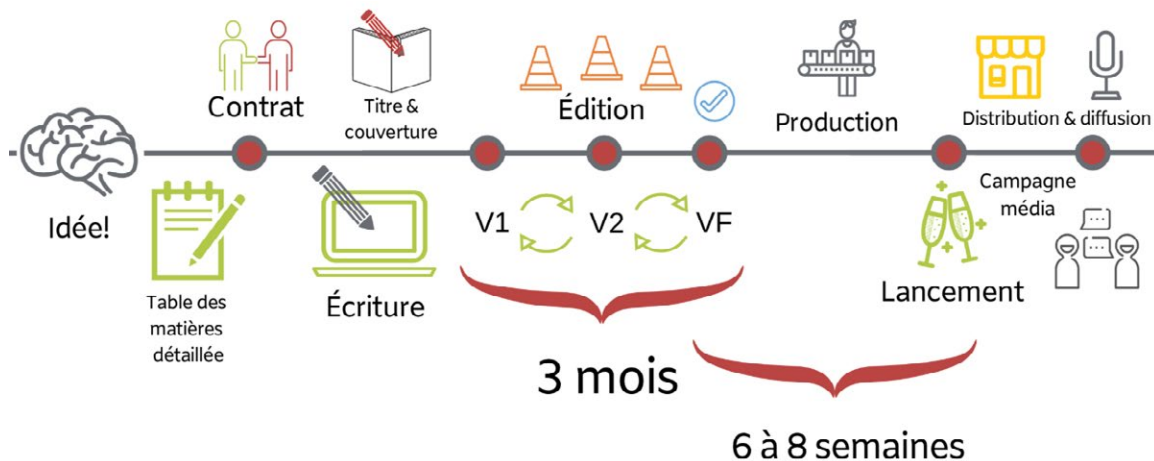 Idée!
Table des
matières
détaillée
Contrat
Titre &
couverture
Écriture
Édition
V1
V2
VF
3 mois
Production
6 à 8 semaines
Lancement
Distribution & diffusion
Campagne
média